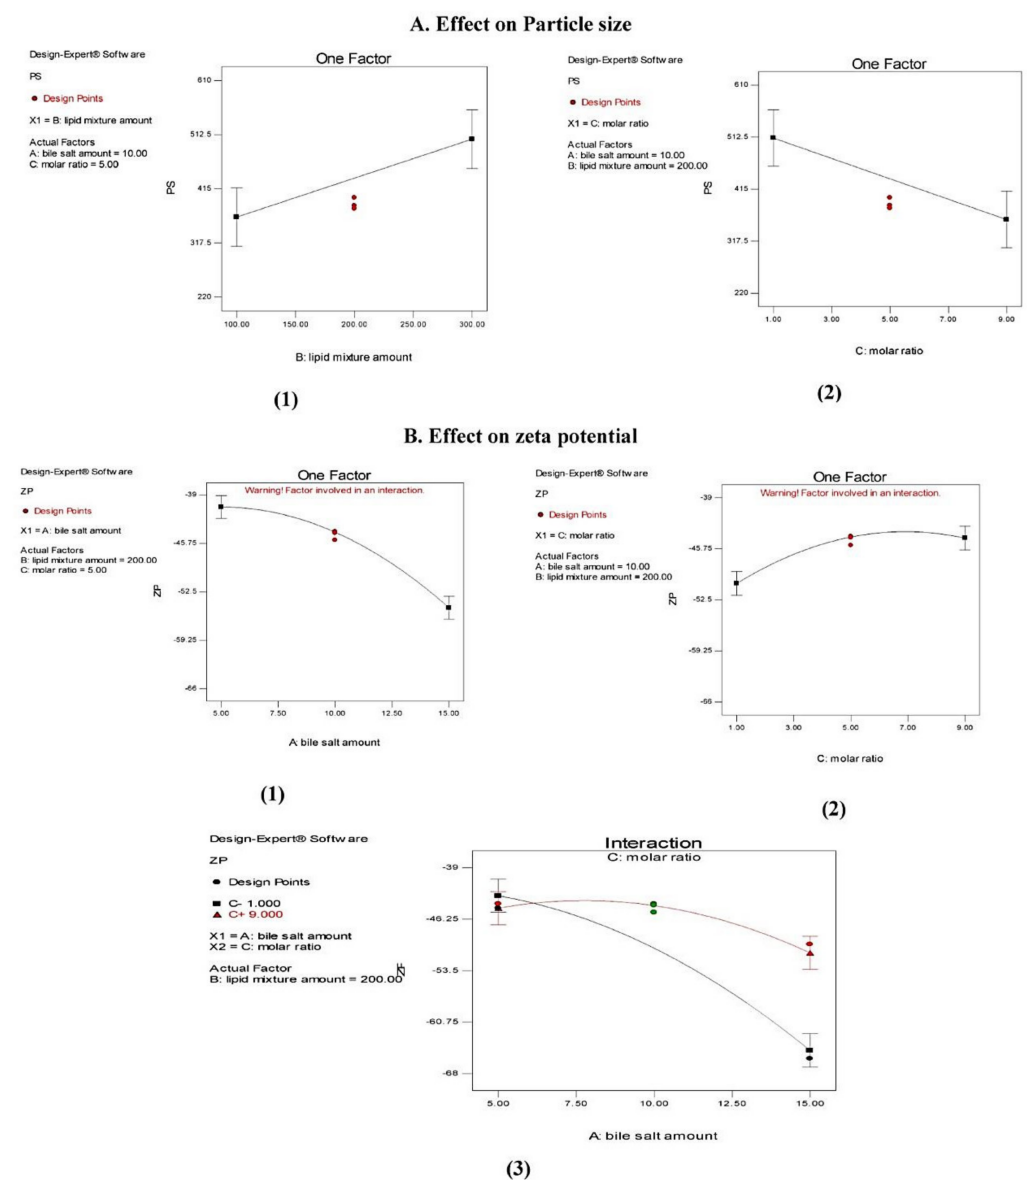 A. Effect on Particle size
Design-Expert® Software
PS
Design Points
X1 = B: lipid mixture amount
Actual Factors
A: bile salt amount = 10.00
C: molar ratio = 5.00
One Factor
610
512.5
415
317.5
220
PS
100.00 150.00 200.00 250.00 300.00
B: lipid mixture amount
(1)
Design-Expert® Software
PS
Design Points
X1 = C: molar ratio
Actual Factors
A: bile salt amount = 10.00
B: lipid mixture amount = 200.00
One Factor
610
512.5
415
317.5
220
PS
1.00 3.00 5.00 7.00 9.00
C: molar ratio
(2)
B. Effect on zeta potential
Design-Expert® Software
ZP
Design Points
X1 = A: bile salt amount
Actual Factors
B: lipid mixture amount = 200.00
C: molar ratio = 5.00
One Factor
Warning! Factor involved in an interaction.
-39
-45.75
-52.5
-59.25
-66
ZP
5.00 7.50 10.00 12.50 15.00
A: bile salt amount
(1)
Design-Expert® Software
ZP
Design Points
X1 = C: molar ratio
Actual Factors
A: bile salt amount = 10.00
B: lipid mixture amount = 200.00
One Factor
Warning! Factor involved in an interaction.
-39
-45.75
-52.5
-59.25
-66
ZP
1.00 3.00 5.00 7.00 9.00
C: molar ratio
(2)
Design-Expert® Software
ZP
Design Points
C- 1.000
C+ 9.000
X1 = A: bile salt amount
X2 = C: molar ratio
Actual Factor
B: lipid mixture amount = 200.00
Interaction
C: molar ratio
-39
-46.25
-53.5
-60.75
-68
ZP
5.00 7.50 10.00 12.50 15.00
A: bile salt amount
(3)